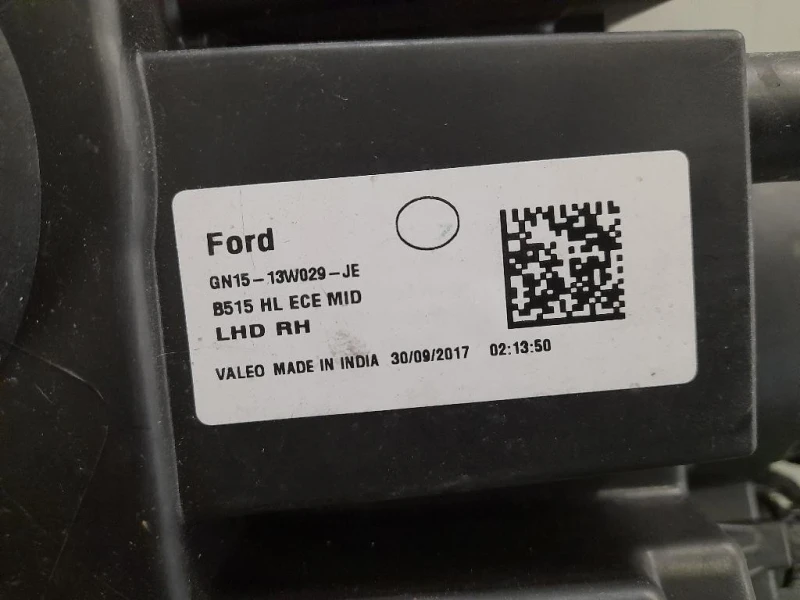 Ford
GN15-13W029-JE
B515 HL ECE MID
LHD RH
VALEO MADE IN INDIA 30/09/2017 02:13:50